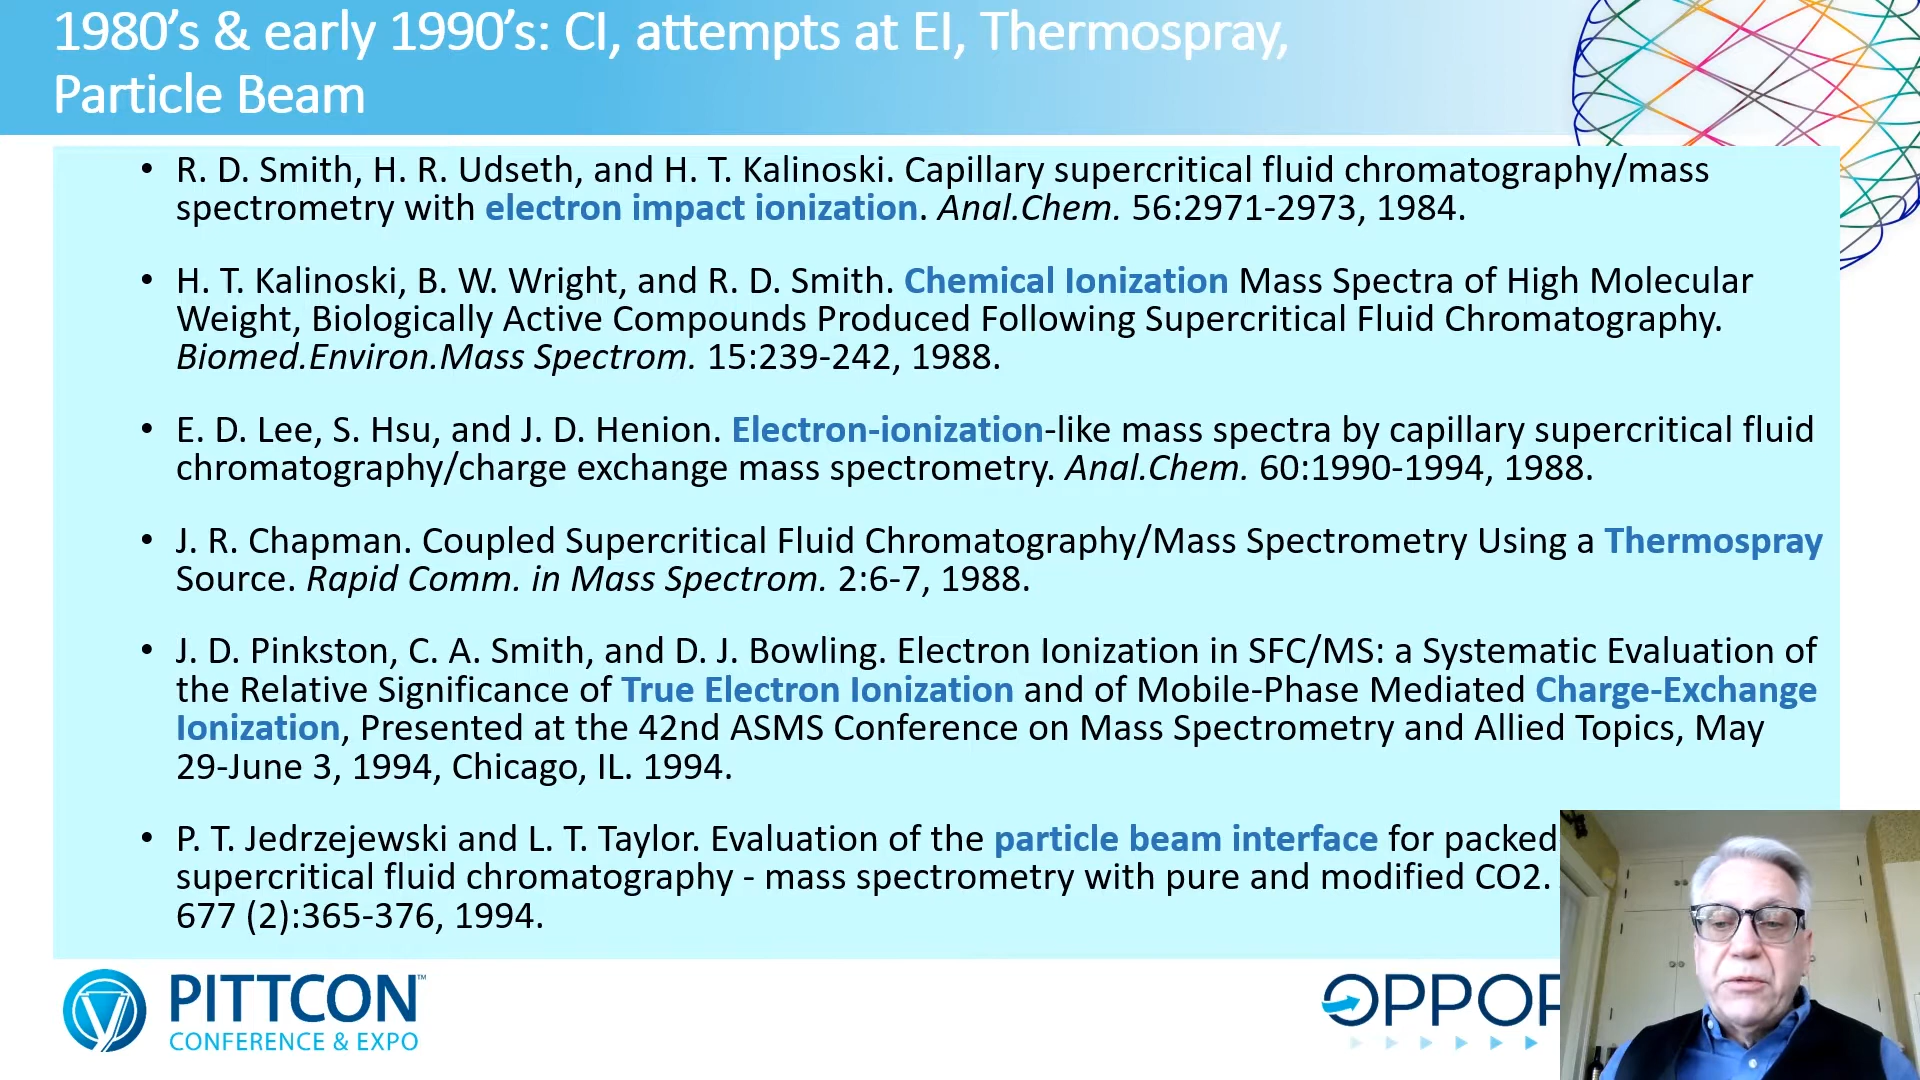 1980’s & early 1990’s: CI, attempts at EI, Thermospray,
Particle Beam
• R. D. Smith, H. R. Udseth, and H. T. Kalinoski. Capillary supercritical fluid chromatography/mass
spectrometry with electron impact ionization. Anal.Chem. 56:2971-2973, 1984.
• H. T. Kalinoski, B. W. Wright, and R. D. Smith. Chemical Ionization Mass Spectra of High Molecular
Weight, Biologically Active Compounds Produced Following Supercritical Fluid Chromatography.
Biomed.Environ.Mass Spectrom. 15:239-242, 1988.
• E. D. Lee, S. Hsu, and J. D. Henion. Electron-ionization-like mass spectra by capillary supercritical fluid
chromatography/charge exchange mass spectrometry. Anal.Chem. 60:1990-1994, 1988.
• J. R. Chapman. Coupled Supercritical Fluid Chromatography/Mass Spectrometry Using a Thermospray
Source. Rapid Comm. in Mass Spectrom. 2:6-7, 1988.
• J. D. Pinkston, C. A. Smith, and D. J. Bowling. Electron Ionization in SFC/MS: a Systematic Evaluation of
the Relative Significance of True Electron Ionization and of Mobile-Phase Mediated Charge-Exchange
Ionization, Presented at the 42nd ASMS Conference on Mass Spectrometry and Allied Topics, May
29-June 3, 1994, Chicago, IL. 1994.
• P. T. Jedrzejewski and L. T. Taylor. Evaluation of the particle beam interface for packed
supercritical fluid chromatography - mass spectrometry with pure and modified CO2.
677 (2):365-376, 1994.
PITTCON™
CONFERENCE & EXPO